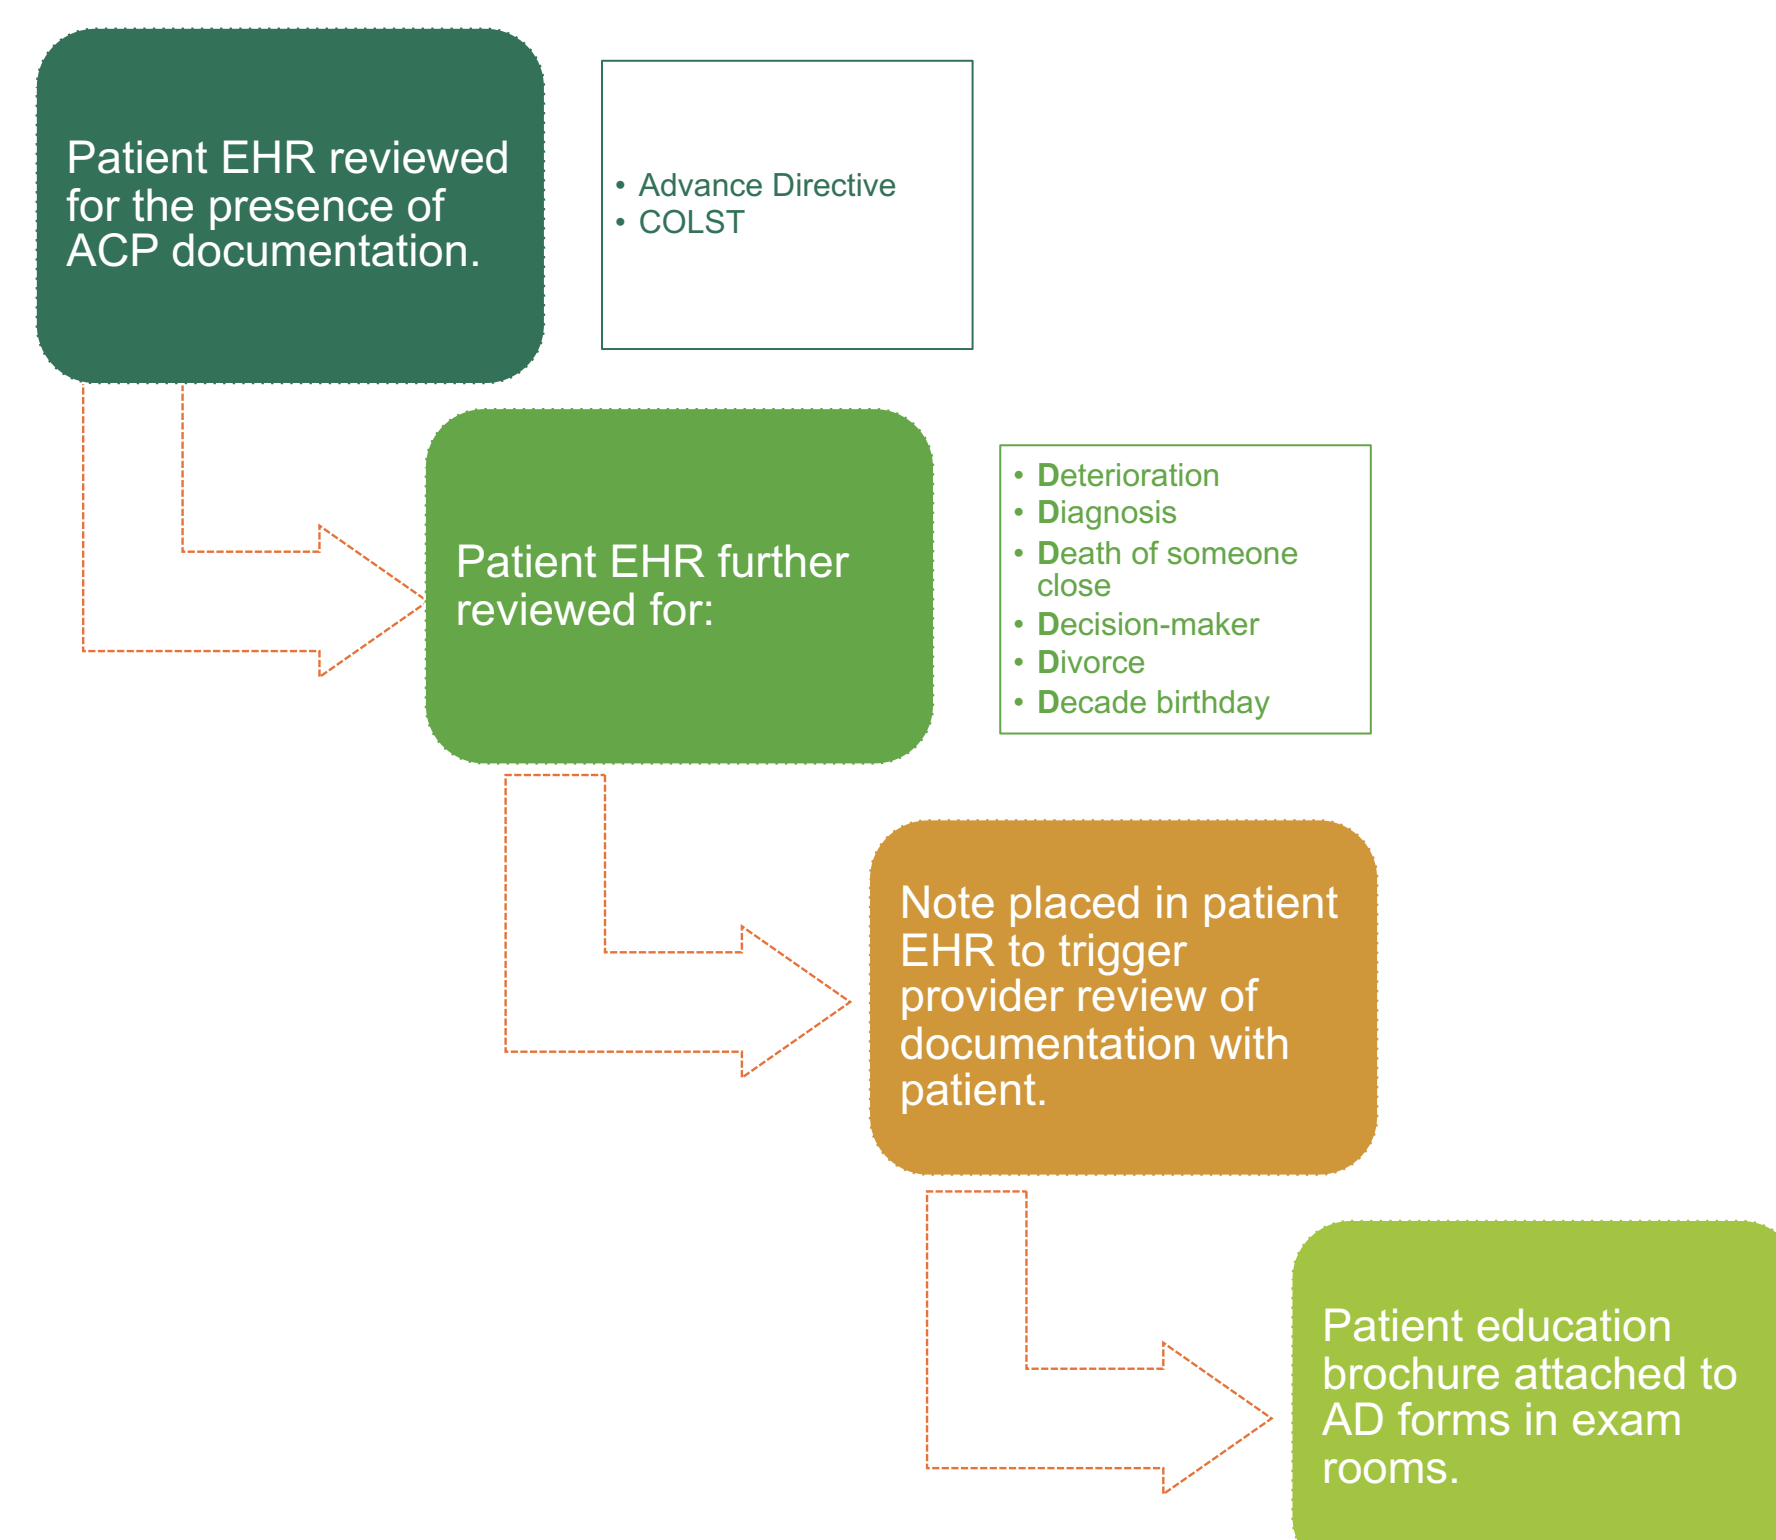 Patient EHR reviewed
for the presence of
ACP documentation.
• Advance Directive
• COLST
Patient EHR further
reviewed for:
• Deterioration
• Diagnosis
• Death of someone
close
• Decision-maker
• Divorce
• Decade birthday
Note placed in patient
EHR to trigger
provider review of
documentation with
patient.
Patient education
brochure attached to
AD forms in exam
rooms.